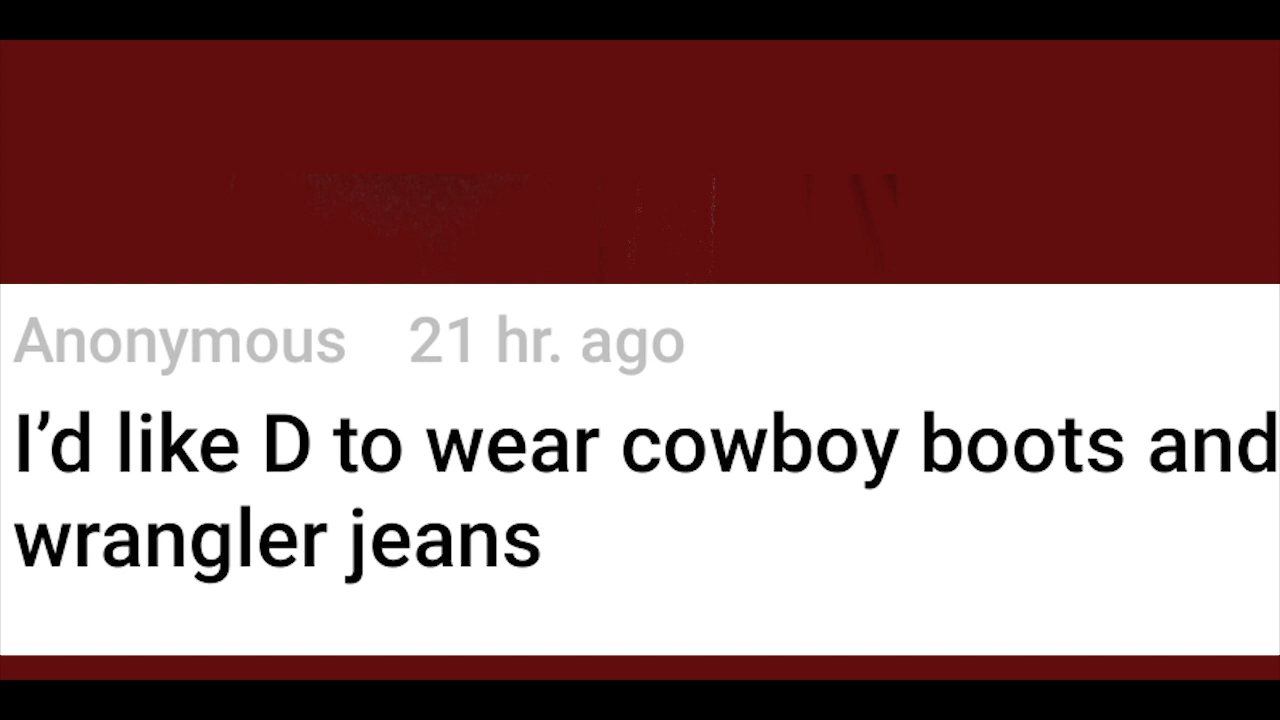 Anonymous 21 hr. ago
I’d like D to wear cowboy boots and
wrangler jeans